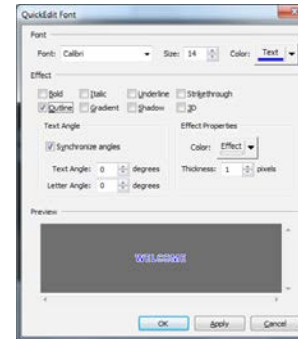 QuickEdit Font
Font
Font: Calibri Size: 14 Color: Text
Effect
Bold Italic Underline Strikethrough
Outline Gradient Shadow 3D
Text Angle Effect Properties
Synchronize angles Color: Effect
Text Angle: 0 degrees Thickness: 1 pixels
Letter Angle: 0 degrees
Preview
WELCOME
OK Apply Cancel